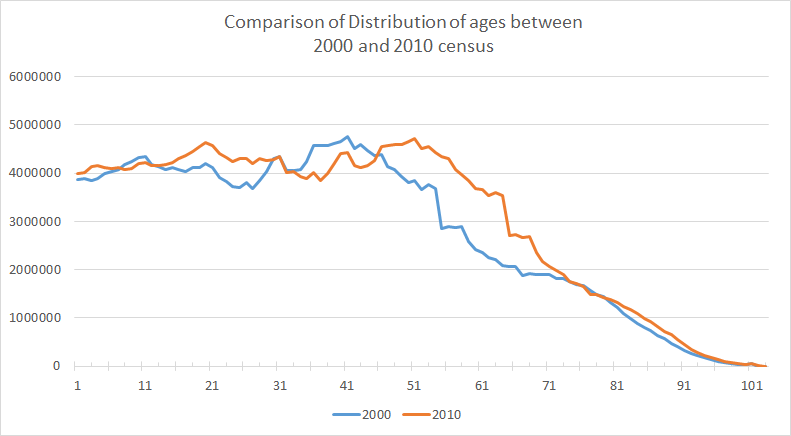 Comparison of Distribution of ages between
2000 and 2010 census
6000000
5000000
4000000
3000000
2000000
1000000
0
1 11 21 31 41 51 61 71 81 91 101
2000 2010